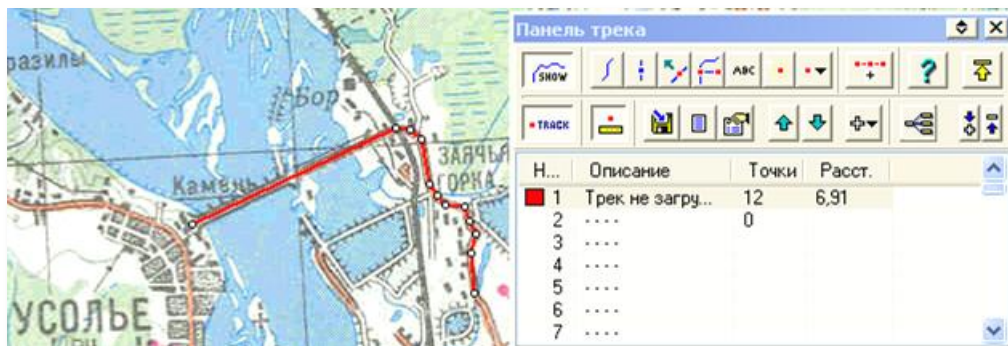 разилы
Бор
ЗАЯЧЬЯ
ГОРКА
Камень
УСОЛЬЕ
Панель трека
SHOW
ABC
TRACK
Н... Описание Точки Расст.
1 Трек не загру... 12 6,91
2 .... 0
3 ....
4 ....
5 ....
6 ....
7 ....